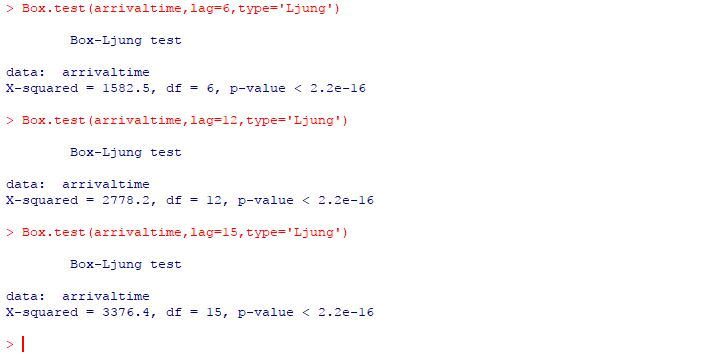 > Box.test(arrivaltime,lag=6,type='Ljung')
Box-Ljung test
data:  arrivaltime
X-squared = 1582.5, df = 6, p-value < 2.2e-16
> Box.test(arrivaltime,lag=12,type='Ljung')
Box-Ljung test
data:  arrivaltime
X-squared = 2778.2, df = 12, p-value < 2.2e-16
> Box.test(arrivaltime,lag=15,type='Ljung')
Box-Ljung test
data:  arrivaltime
X-squared = 3376.4, df = 15, p-value < 2.2e-16
>